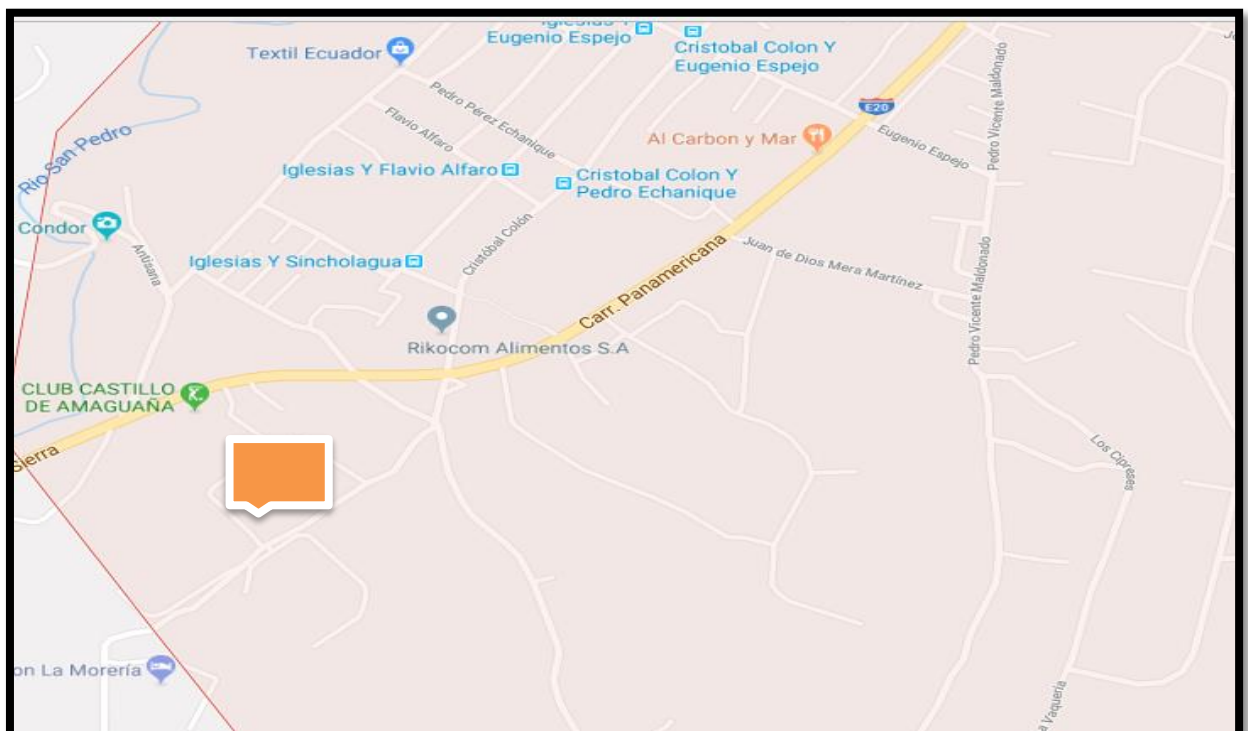 Iglesias Y
Eugenio Espejo
Cristobal Colon Y
Eugenio Espejo
Textil Ecuador
Pedro Vicente Maldonado
Pedro Pérez Echanique
E20
Flavio Alfaro
Al Carbon y Mar
Eugenio Espejo
Rio San Pedro
Iglesias Y Flavio Alfaro
Cristobal Colon Y
Pedro Echanique
Condor
Antisana
Cristóbal Colón
Iglesias Y Sincholagua
Carr. Panamericana
Juan de Dios Mera Martínez
Pedro Vicente Maldonado
Rikocom Alimentos S.A
CLUB CASTILLO
DE AMAGUAÑA
Sierra
Los Cipreses
on La Morería
a Vaquería